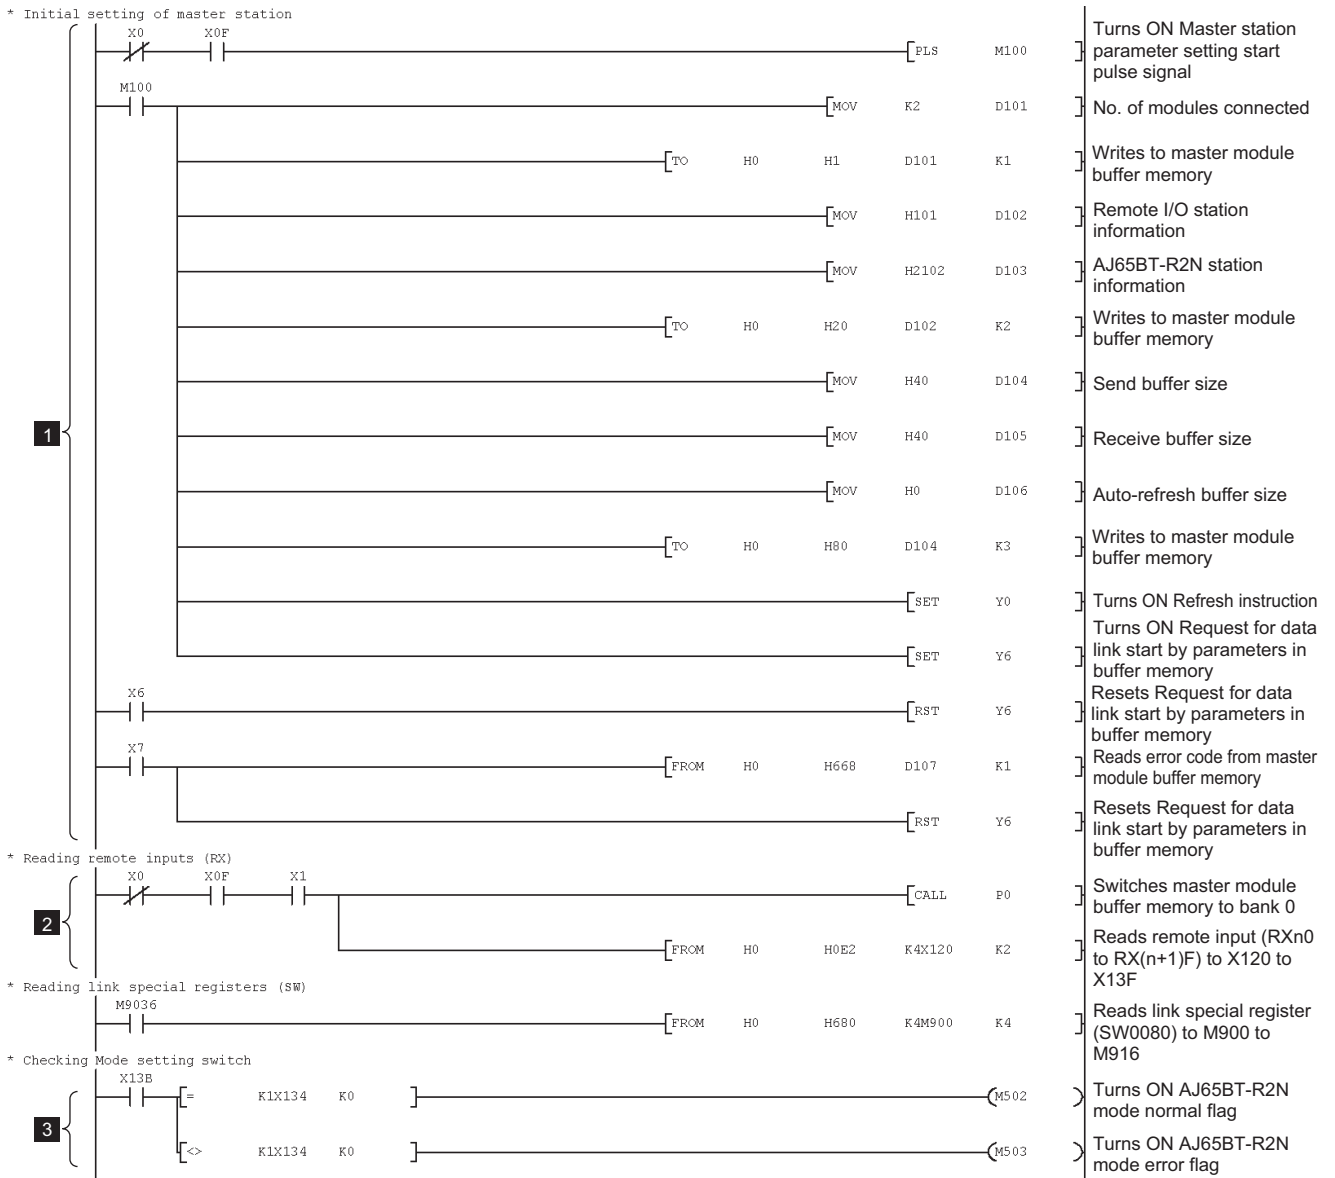 * Initial setting of master station
X0 X0F
PLS M100
Turns ON Master station
parameter setting start
pulse signal
M100
MOV K2 D101
No. of modules connected
TO H0 H1 D101 K1
Writes to master module
buffer memory
MOV H101 D102
Remote I/O station
information
MOV H2102 D103
AJ65BT-R2N station
information
TO H0 H20 D102 K2
Writes to master module
buffer memory
MOV H40 D104
Send buffer size
1
MOV H40 D105
Receive buffer size
MOV H0 D106
Auto-refresh buffer size
TO H0 H80 D104 K3
Writes to master module
buffer memory
SET Y0
Turns ON Refresh instruction
SET Y6
Turns ON Request for data
link start by parameters in
buffer memory
X6
RST Y6
Resets Request for data
link start by parameters in
buffer memory
X7
FROM H0 H668 D107 K1
Reads error code from master
module buffer memory
RST Y6
Resets Request for data
link start by parameters in
buffer memory
* Reading remote inputs (RX)
X0 X0F X1
CALL P0
Switches master module
buffer memory to bank 0
2
FROM H0 H0E2 K4X120 K2
Reads remote input (RXn0
to RX(n+1)F) to X120 to
X13F
* Reading link special registers (SW)
M9036
FROM H0 H680 K4M900 K4
Reads link special register
(SW0080) to M900 to
M916
* Checking Mode setting switch
X13B
= K1X134 K0
M502
Turns ON AJ65BT-R2N
mode normal flag
3
<> K1X134 K0
M503
Turns ON AJ65BT-R2N
mode error flag